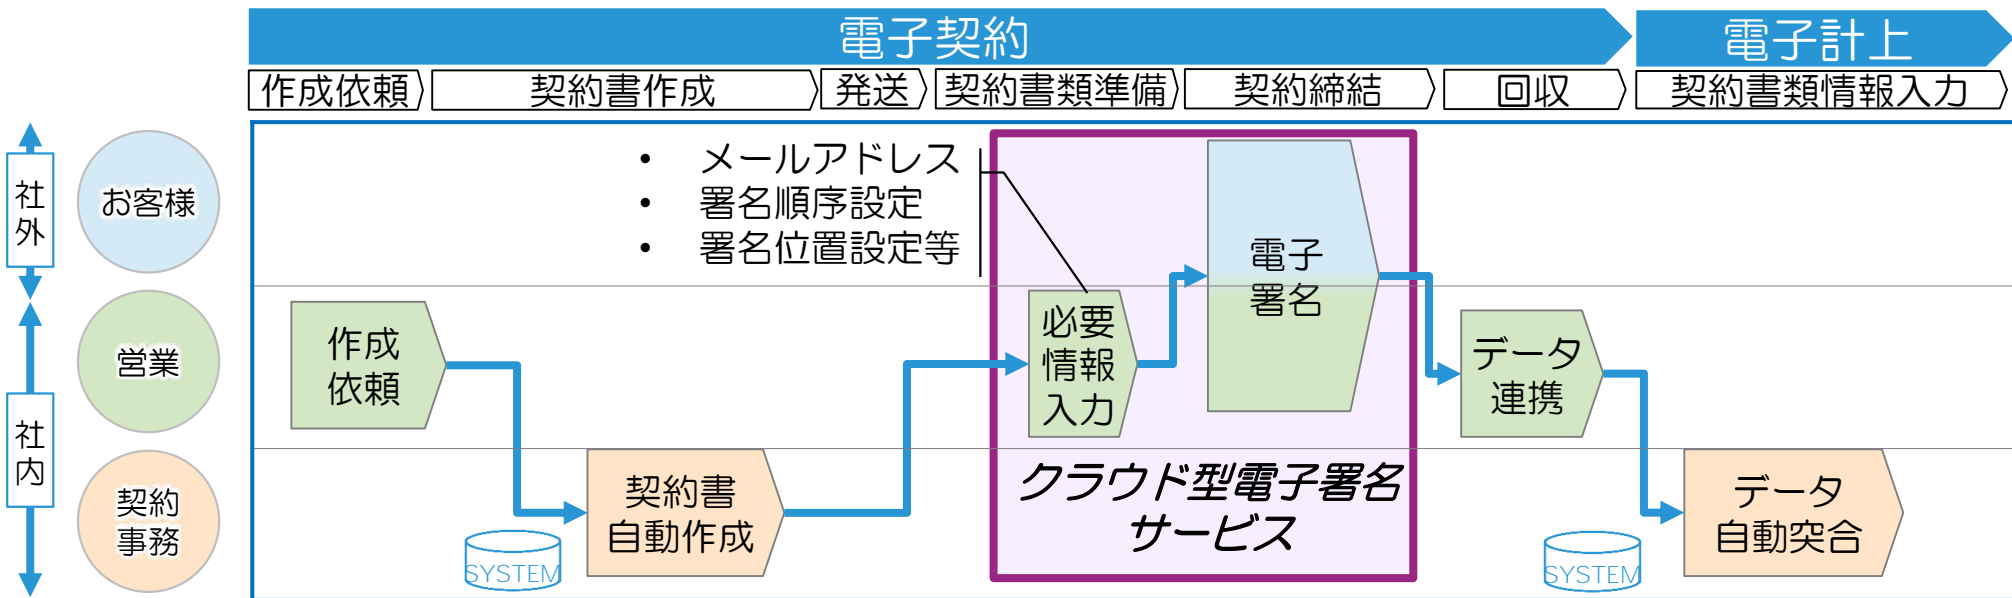 電子契約
電子計上
作成依頼
契約書作成
発送
契約書類準備
契約締結
回収
契約書類情報入力
社
外
お客様
・ メールアドレス
・ 署名順序設定
・ 署名位置設定等
電子
署名
社
内
営業
作成
依頼
必要
情報
入力
データ
連携
契約
事務
SYSTEM
契約書
自動作成
クラウド型電子署名
サービス
SYSTEM
データ
自動突合